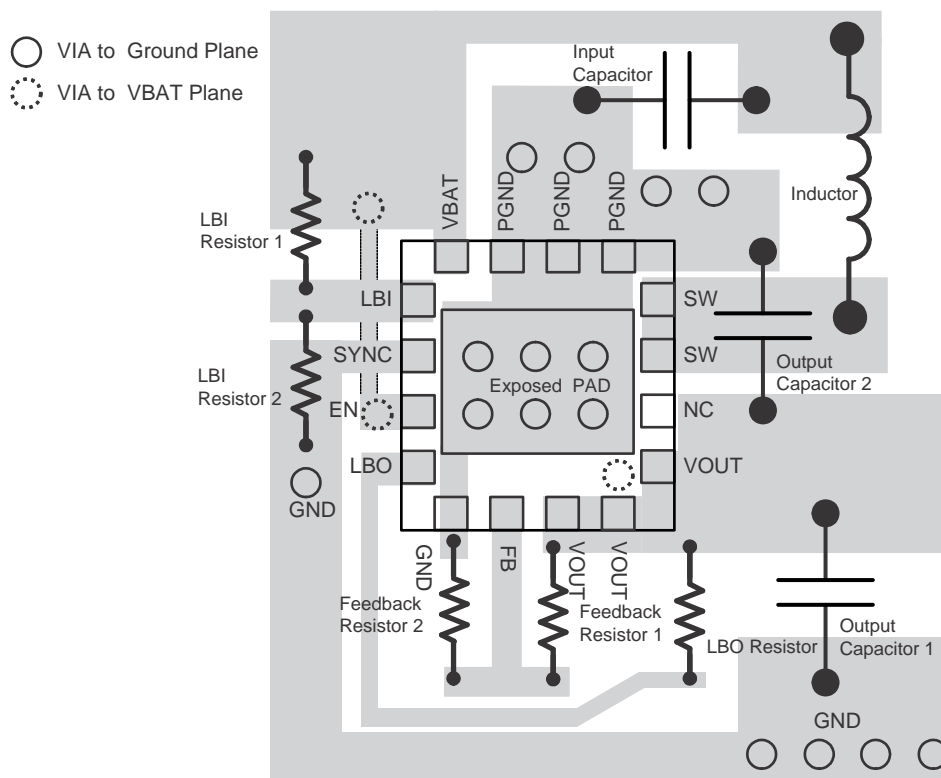 VIA to Ground Plane
VIA to VBAT Plane
Input
Capacitor
Inductor
LBI
Resistor 1
VBAT
PGND
PGND
PGND
LBI
SW
SYNC
SW
LBI
Resistor 2
Exposed PAD
Output
Capacitor 2
EN
NC
LBO
VOUT
GND
GND
FB
VOUT
VOUT
Feedback
Resistor 2
Feedback
Resistor 1
LBO Resistor
Output
Capacitor 1
GND